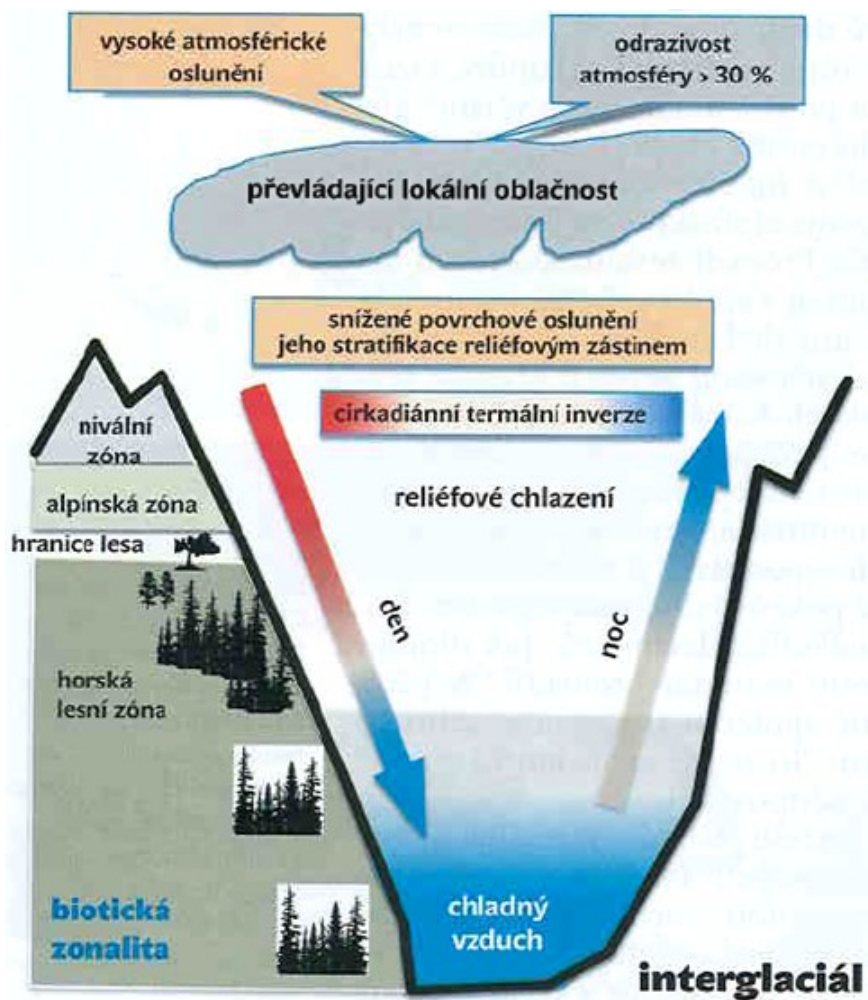 vysoké atmosférické
oslunění
odrazivost
atmosféry > 30 %
převládající lokální oblačnost
snížené povrchové oslunění
jeho stratifikace reliéfovým zástinem
cirkadiánní termální inverze
nivální
zóna
reliéfové chlazení
alpínská zóna
hranice lesa
den
noc
horská
lesní zóna
biotická
zonalita
chladný
vzduch
interglaciál